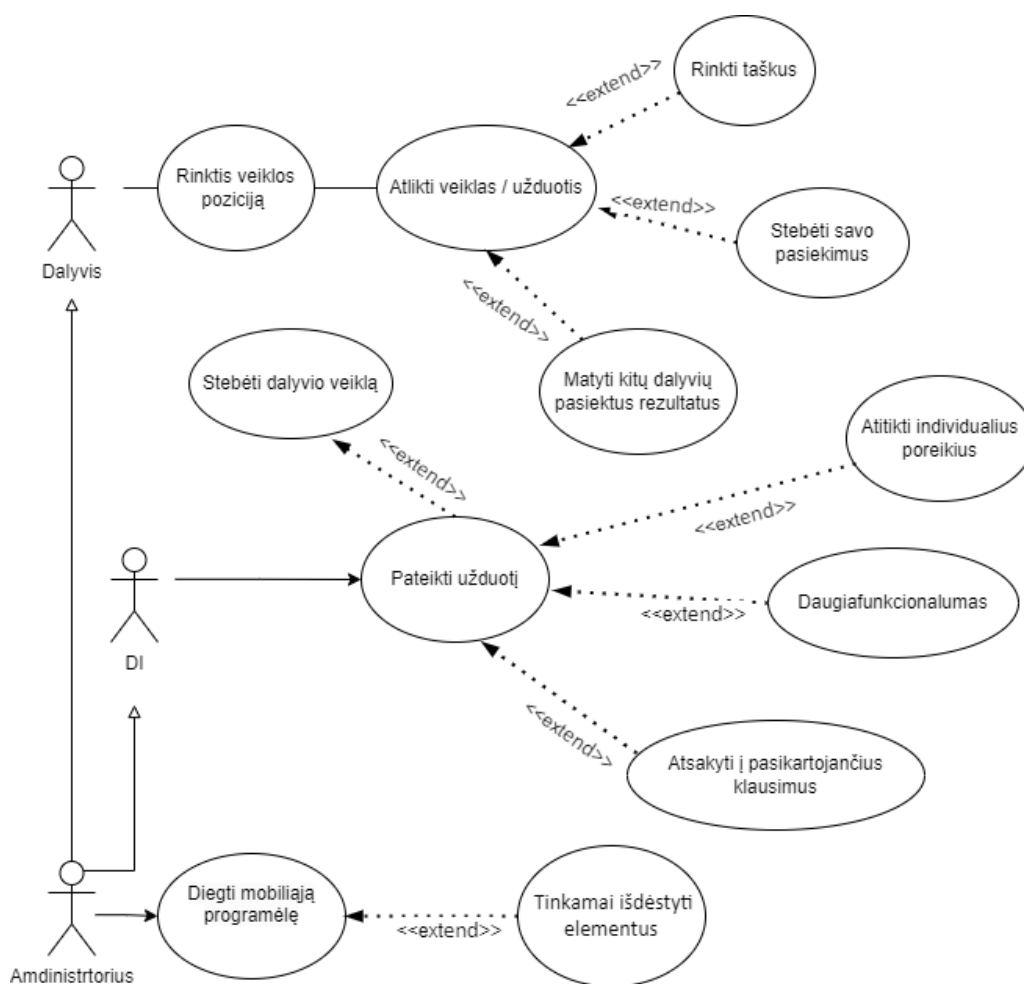 <<extend>>
Rinkti taškus
Rinktis veiklos
poziciją
Atlikti veiklas / užduotis
<<extend>>
Stebėti savo
pasiekimus
Dalyvis
<<extend>>
Stebėti dalyvio veiklą
Matyti kitų dalyvių
pasiektus rezultatus
Atitikti individualius
poreikius
<<extend>>
<<extend>>
Pateikti užduotį
Daugiafunkcionalumas
<<extend>>
DI
<<extend>>
Atsakyti į pasikartojančius
klausimus
Diegti mobiliąją
programėlę
Tinkamai išdėstyti
elementus
<<extend>>
Amdinistrtorius